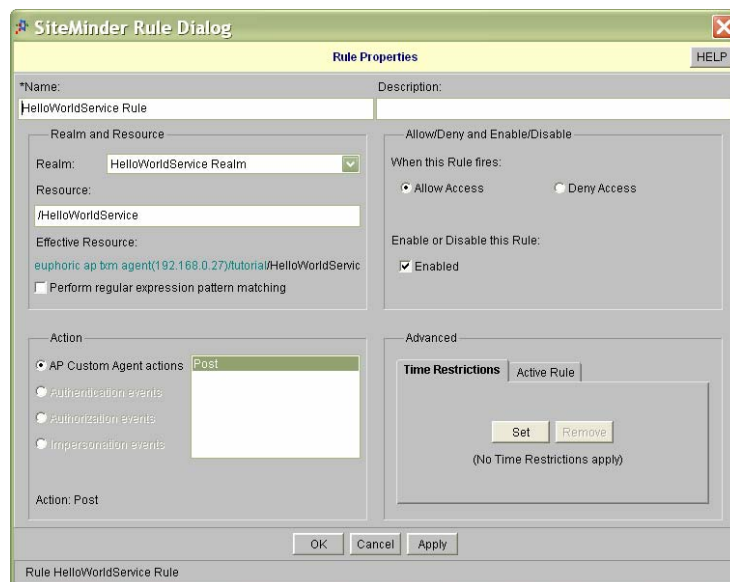 SiteMinder Rule Dialog
Rule Properties
HELP
*Name:
HelloWorldService Rule
Description:
Realm and Resource
Realm:
HelloWorldService Realm
Resource:
/HelloWorldService
Effective Resource:
euphoric ap txm agent(192.168.0.27)/tutorial/HelloWorldServic
Perform regular expression pattern matching
Allow/Deny and Enable/Disable
When this Rule fires:
Allow Access
Deny Access
Enable or Disable this Rule:
Enabled
Action
AP Custom Agent actions
Authentication events
Authorization events
Impersonation events
Post
Action: Post
Advanced
Time Restrictions
Active Rule
Set
Remove
(No Time Restrictions apply)
OK
Cancel
Apply
Rule HelloWorldService Rule